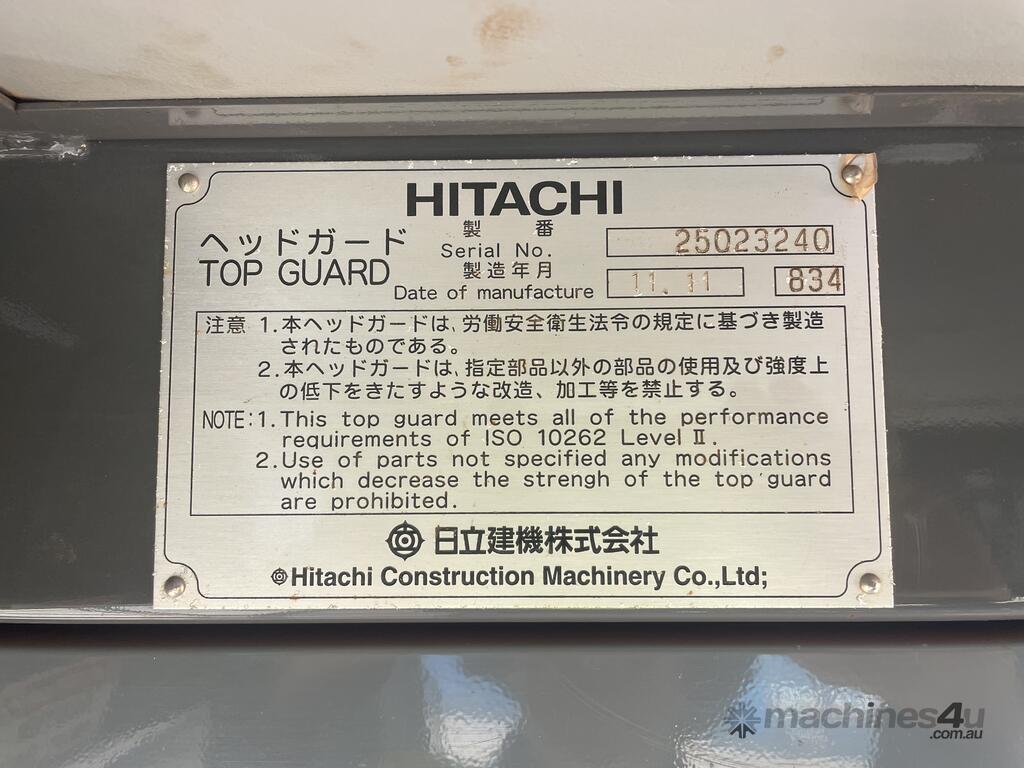 HITACHI
ヘッドガード
TOP GUARD
製 番
Serial No.
25023240
製造年月
Date of manufacture
11.11
834
注意 1.本ヘッドガードは、労働安全衛生法令の規定に基づき製造
されたものである。
2.本ヘッドガードは、指定部品以外の部品の使用及び強度上
の低下をきたすような改造、加工等を禁止する。
NOTE:1.This top guard meets all of the performance
requirements of ISO 10262 Level Ⅱ.
2.Use of parts not specified any modifications
which decrease the strengh of the top guard
are prohibited.
日立建機株式会社
Hitachi Construction Machinery Co.,Ltd;
machines4u
.com.au